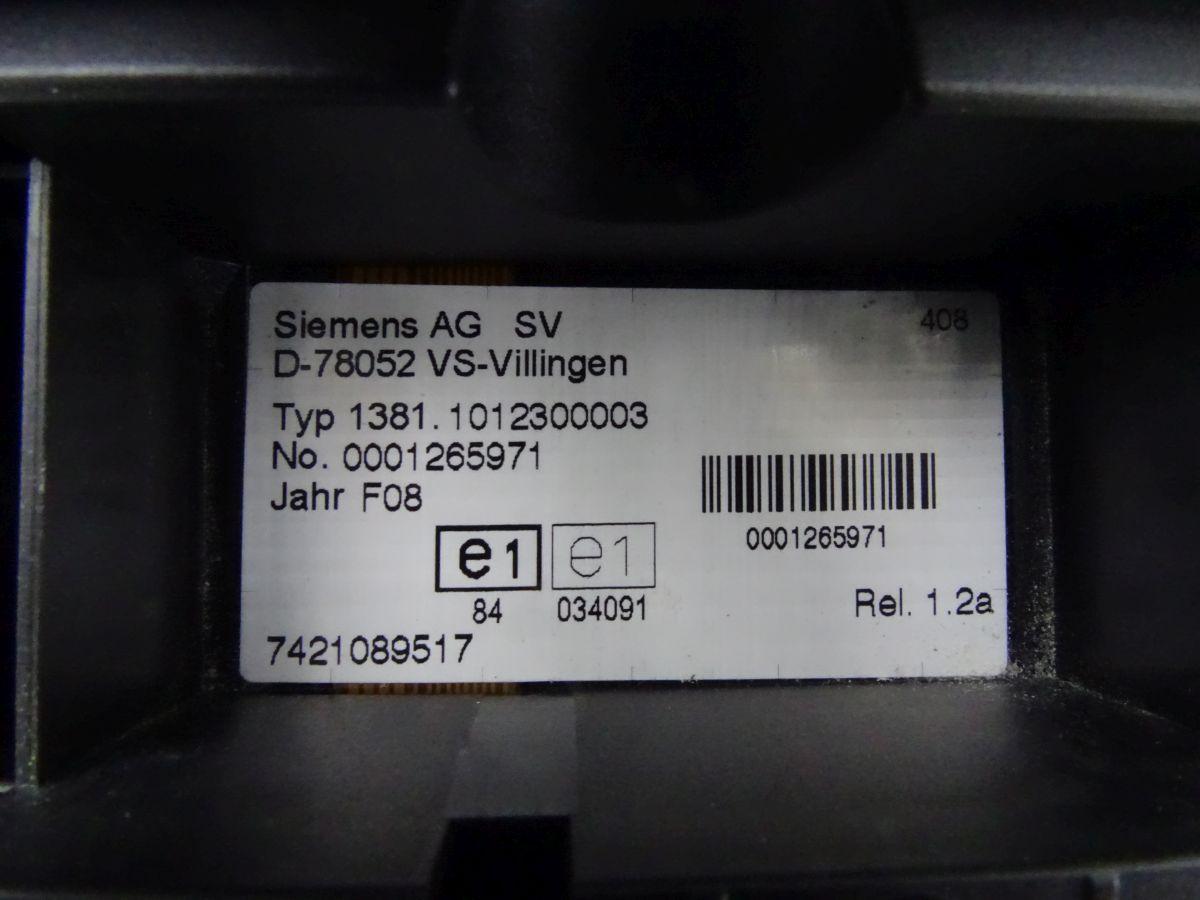 Siemens AG SV
408
D-78052 VS-Villingen
Typ 1381.1012300003
No. 0001265971
Jahr F08
0001265971
e1 e1
84 034091
Rel. 1.2a
7421089517